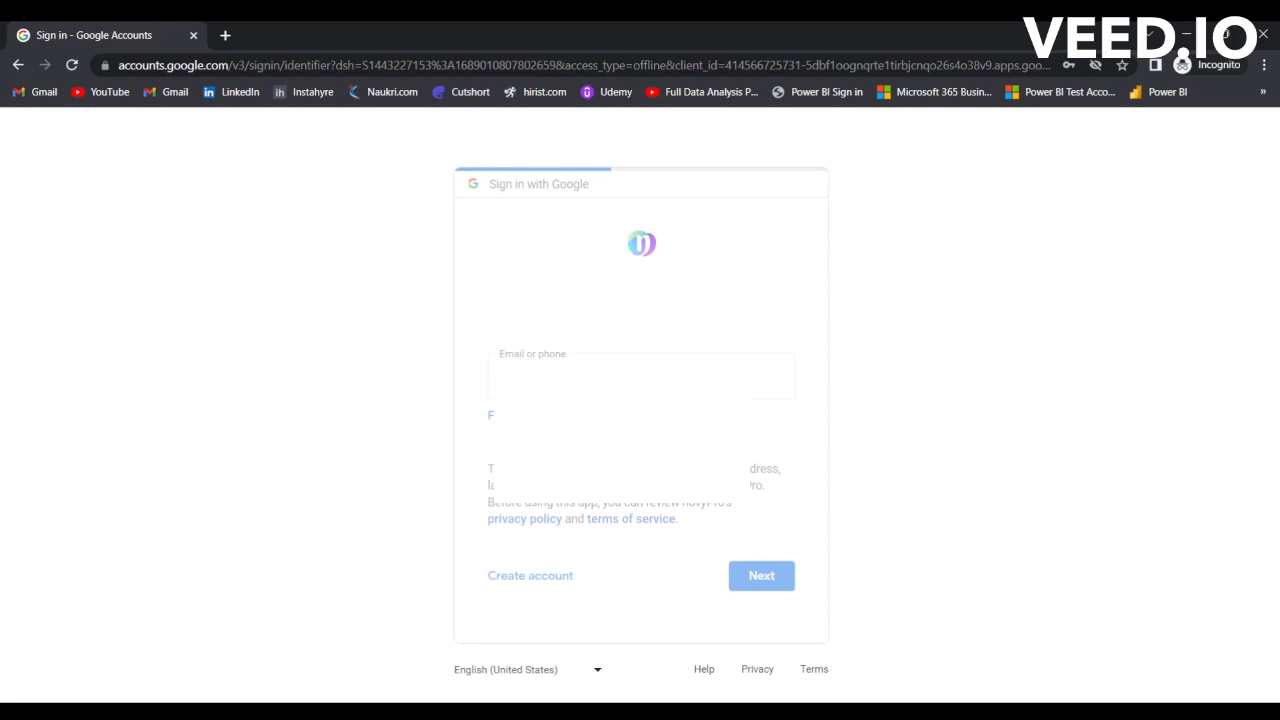 Sign in - Google Accounts
VEED.IO
accounts.google.com/v3/signin/identifier?dsh=S1443227153%3A1689010807802659&access_type=offline&client_id=414566725731-5dbf1oognqrte1tirbjcnqo26s4o38v9.apps.goo...
Incognito
Gmail YouTube Gmail LinkedIn Instahyre Naukri.com Cutshort hirist.com Udemy Full Data Analysis P... Power BI Sign in Microsoft 365 Busin... Power BI Test Acco... Power BI »
Sign in with Google
Email or phone
F
T dress,
la Pro.
Before using this app, you can review novyPro's
privacy policy and terms of service.
Create account Next
English (United States) Help Privacy Terms